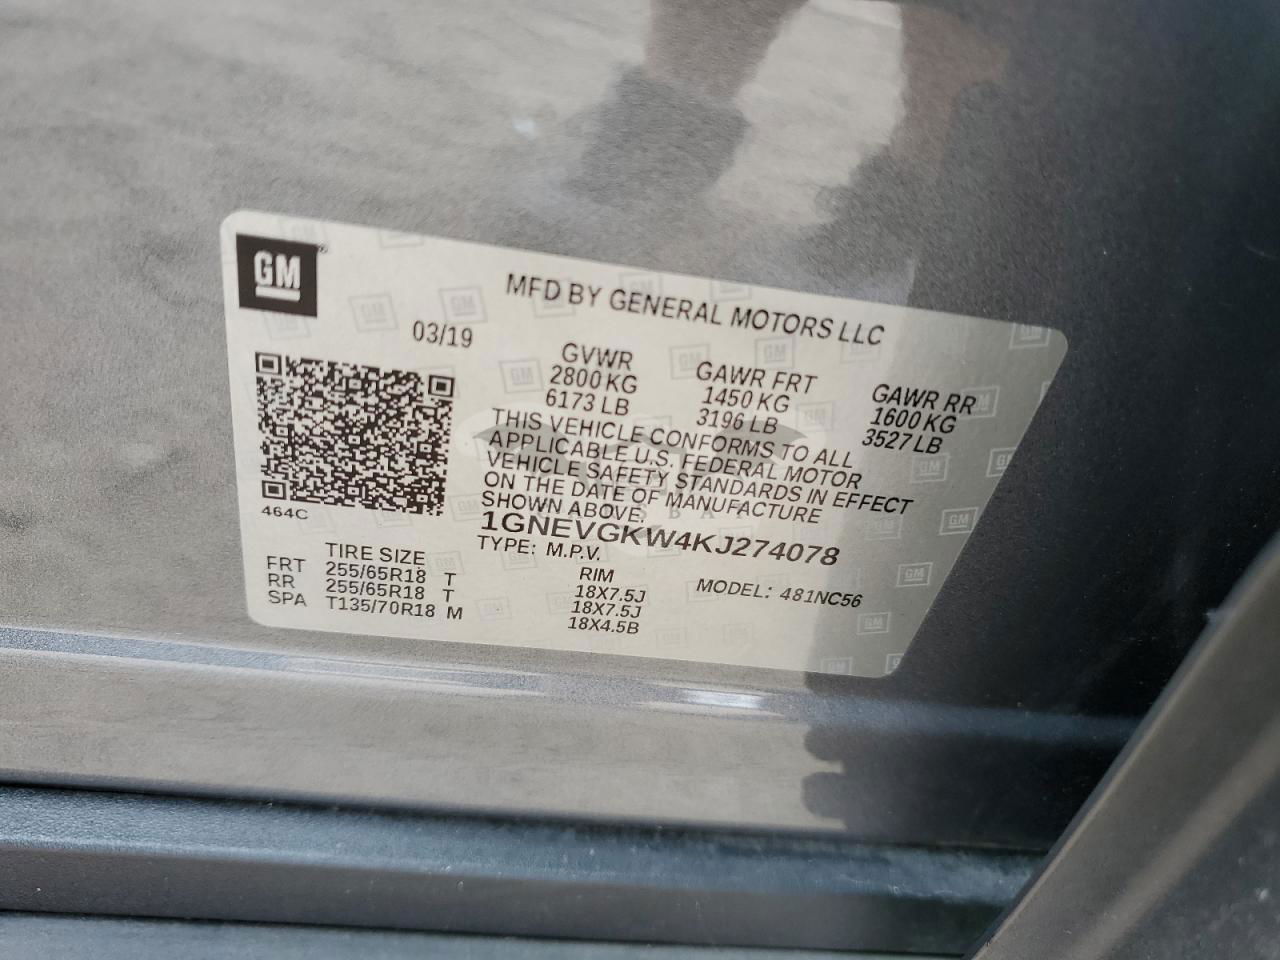 GM
MFD BY GENERAL MOTORS LLC
03/19
GVWR GAWR FRT GAWR RR
2800 KG 1450 KG 1600 KG
6173 LB 3196 LB 3527 LB
THIS VEHICLE CONFORMS TO ALL
APPLICABLE U.S. FEDERAL MOTOR
VEHICLE SAFETY STANDARDS IN EFFECT
ON THE DATE OF MANUFACTURE
SHOWN ABOVE.
464C
1GNEVGKW4KJ274078
TYPE: M.P.V. MODEL: 481NC56
TIRE SIZE RIM
FRT 255/65R18 T 18X7.5J
RR 255/65R18 T 18X7.5J
SPA T135/70R18 M 18X4.5B